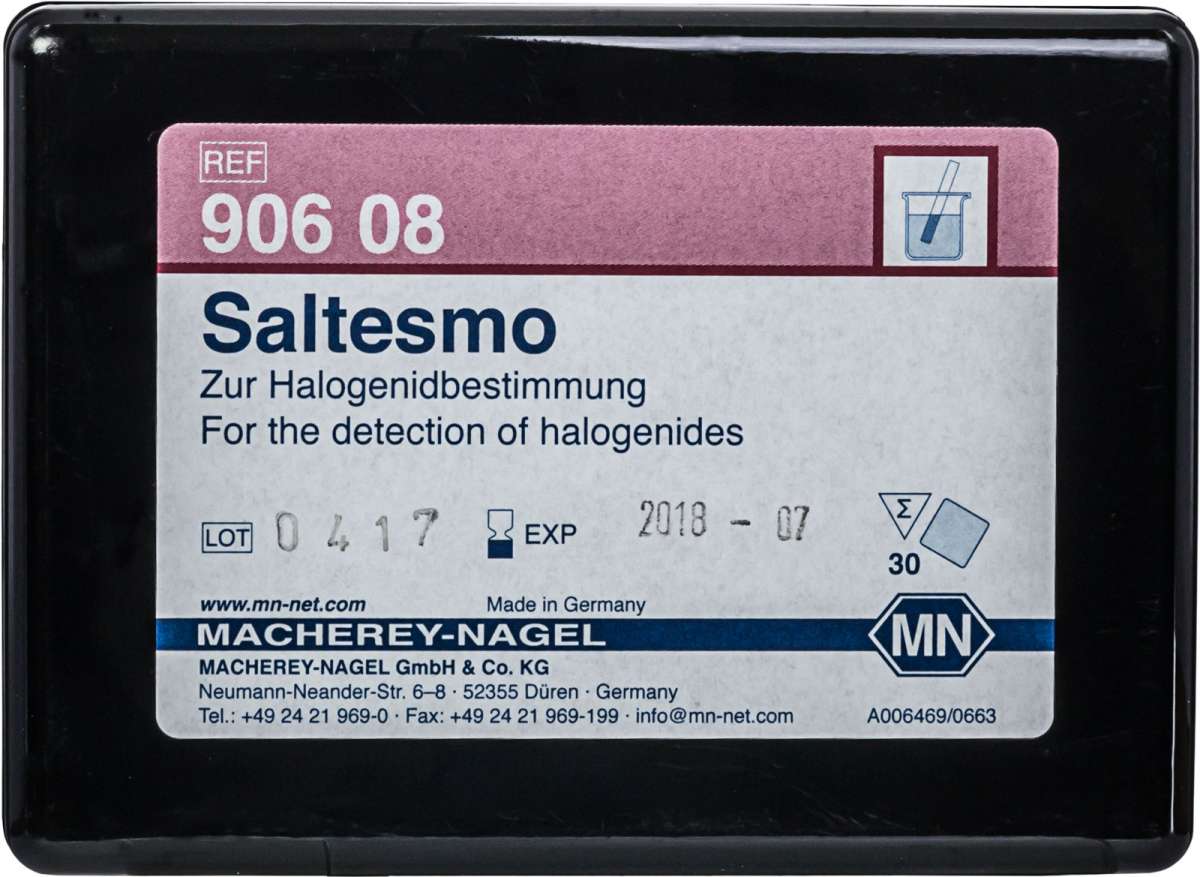 REF
906 08
Saltesmo
Zur Halogenidbestimmung
For the detection of halogenides
LOT 0417 EXP 2018 - 07 Σ
30
www.mn-net.com Made in Germany
MACHEREY-NAGEL MN
MACHEREY-NAGEL GmbH & Co. KG
Neumann-Neander-Str. 6–8 · 52355 Düren · Germany
Tel.: +49 24 21 969-0 · Fax: +49 24 21 969-199 · info@mn-net.com A006469/0663